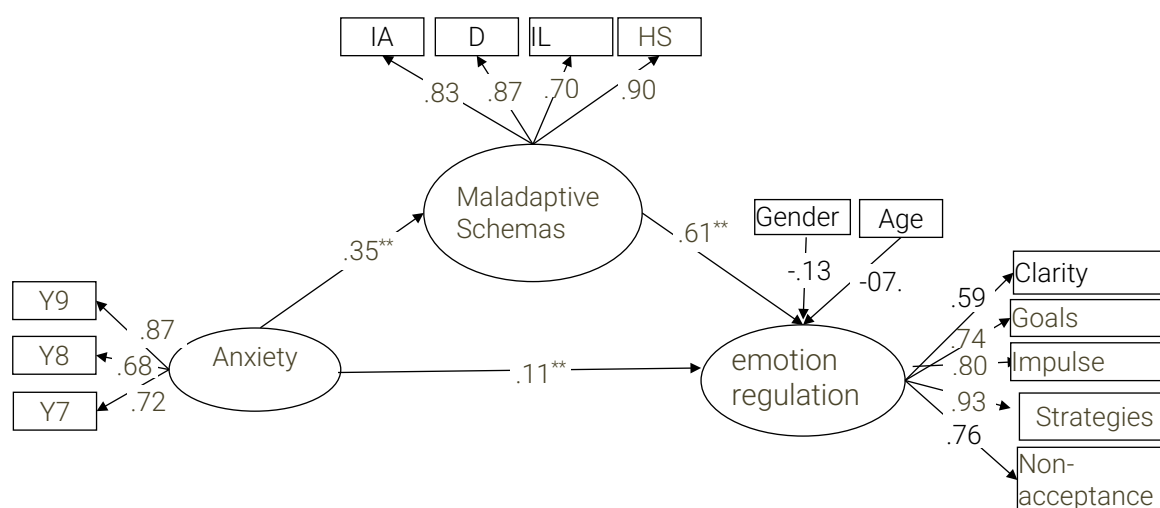 IA
D
IL
HS
.83
.87
.70
.90
Maladaptive
Schemas
Gender
Age
.35**
.61**
-.13
-07.
Y9
Y8
Y7
.87
.68
.72
Anxiety
.11**
emotion
regulation
.59
.74
.80
.93
.76
Clarity
Goals
Impulse
Strategies
Non-
acceptance